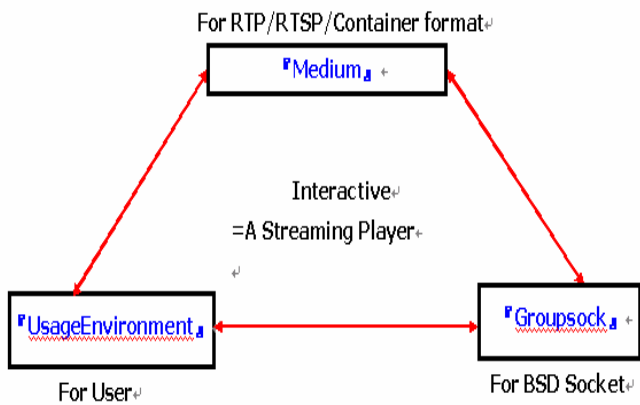 For RTP/RTSP/Container format
『Medium』
Interactive
=A Streaming Player
『UsageEnvironment』
『Groupsock』
For User
For BSD Socket